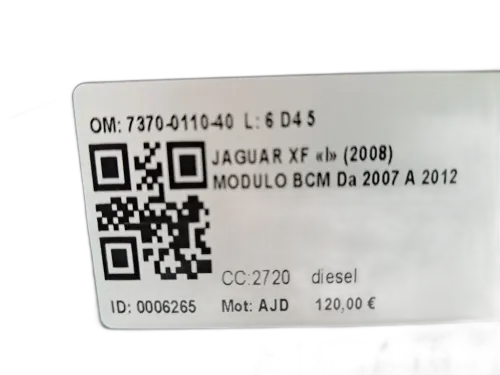 OM: 7370-0110-40 L: 6 D4 5
JAGUAR XF «I» (2008)
MODULO BCM Da 2007 A 2012
CC:2720 diesel
ID: 0006265 Mot: AJD 120,00 €